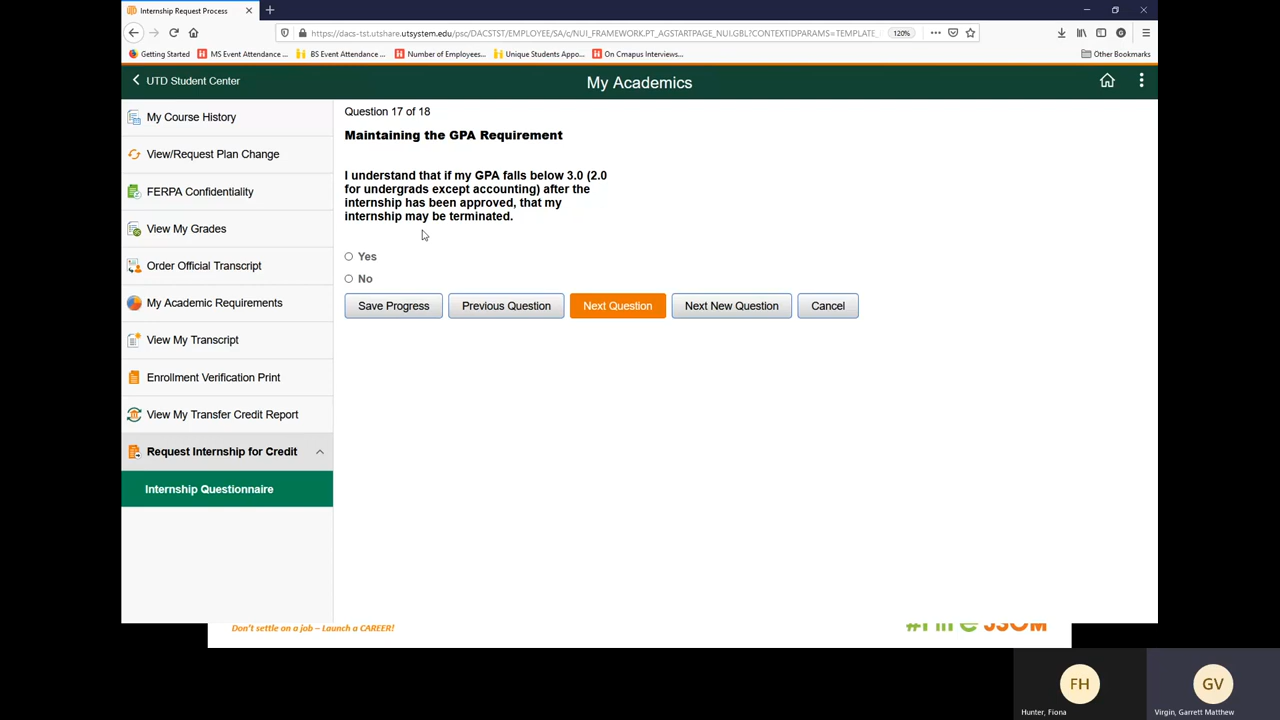 Internship Request Process
https://dacs-tst.utshare.utsystem.edu/psc/DACSTST/EMPLOYEE/SA/c/NUI_FRAMEWORK.PT_AGSTARTPAGE_NUI.GBL?CONTEXTIDPARAMS=TEMPLATE_
120%
Getting Started
MS Event Attendance ...
BS Event Attendance ...
Number of Employees...
Unique Students Appo...
On Cmapus Interviews...
Other Bookmarks
UTD Student Center
My Academics
My Course History
View/Request Plan Change
FERPA Confidentiality
View My Grades
Order Official Transcript
My Academic Requirements
View My Transcript
Enrollment Verification Print
View My Transfer Credit Report
Request Internship for Credit
Internship Questionnaire
Question 17 of 18
Maintaining the GPA Requirement
I understand that if my GPA falls below 3.0 (2.0
for undergrads except accounting) after the
internship has been approved, that my
internship may be terminated.
Yes
No
Save Progress
Previous Question
Next Question
Next New Question
Cancel
Don't settle on a job – Launch a CAREER!
#Hire JSOM
FH
Hunter, Fiona
GV
Virgin, Garrett Matthew